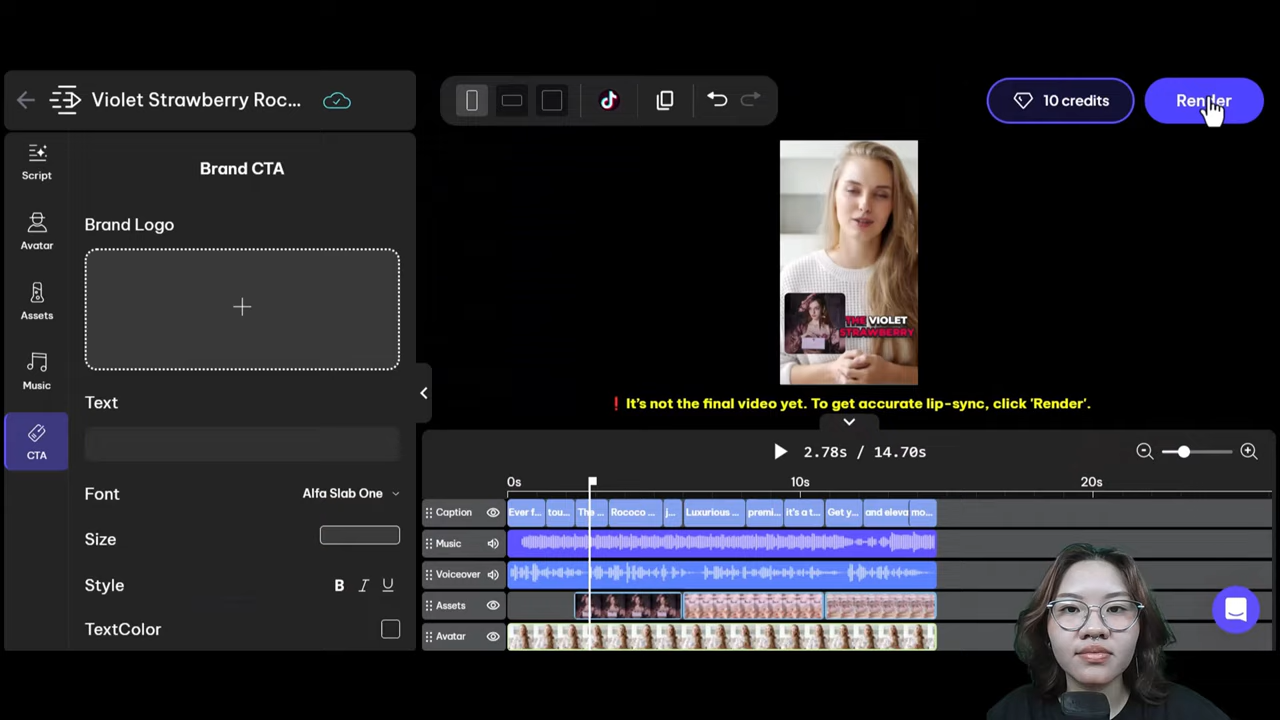 Violet Strawberry Roc...
10 credits
Render
Script
Avatar
Assets
Music
CTA
Brand CTA
Brand Logo
Text
Font
Alfa Slab One
Size
Style
B I U
TextColor
THE VIOLET
STRAWBERRY
❗ It's not the final video yet. To get accurate lip-sync, click 'Render'.
2.78s / 14.70s
0s 10s 20s
Caption
Ever f... tou... The ... Rococo ... j... Luxurious ... premi... it's a t... Get y... and eleva mo...
Music
Voiceover
Assets
Avatar